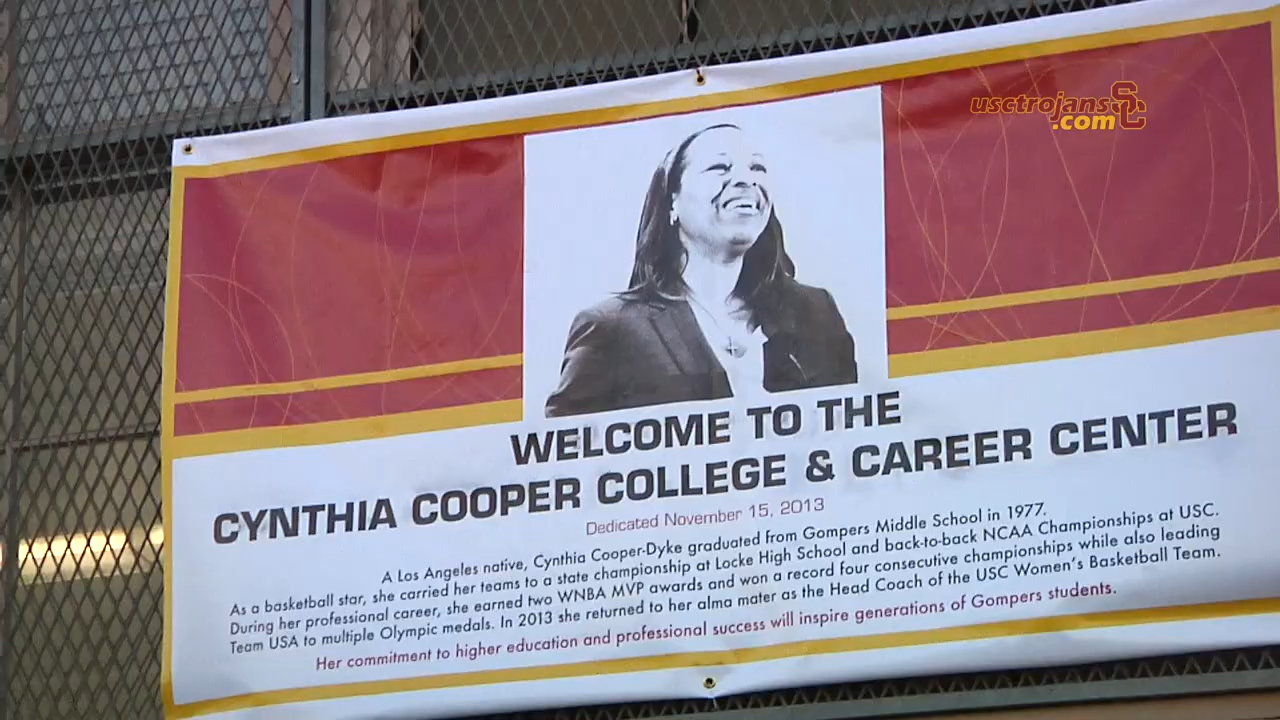 usctrojans SC
.com
WELCOME TO THE
CYNTHIA COOPER COLLEGE & CAREER CENTER
Dedicated November 15, 2013
A Los Angeles native, Cynthia Cooper-Dyke graduated from Gompers Middle School in 1977.
As a basketball star, she carried her teams to a state championship at Locke High School and back-to-back NCAA Championships at USC.
During her professional career, she earned two WNBA MVP awards and won a record four consecutive championships while also leading
Team USA to multiple Olympic medals. In 2013 she returned to her alma mater as the Head Coach of the USC Women's Basketball Team.
Her commitment to higher education and professional success will inspire generations of Gompers students.